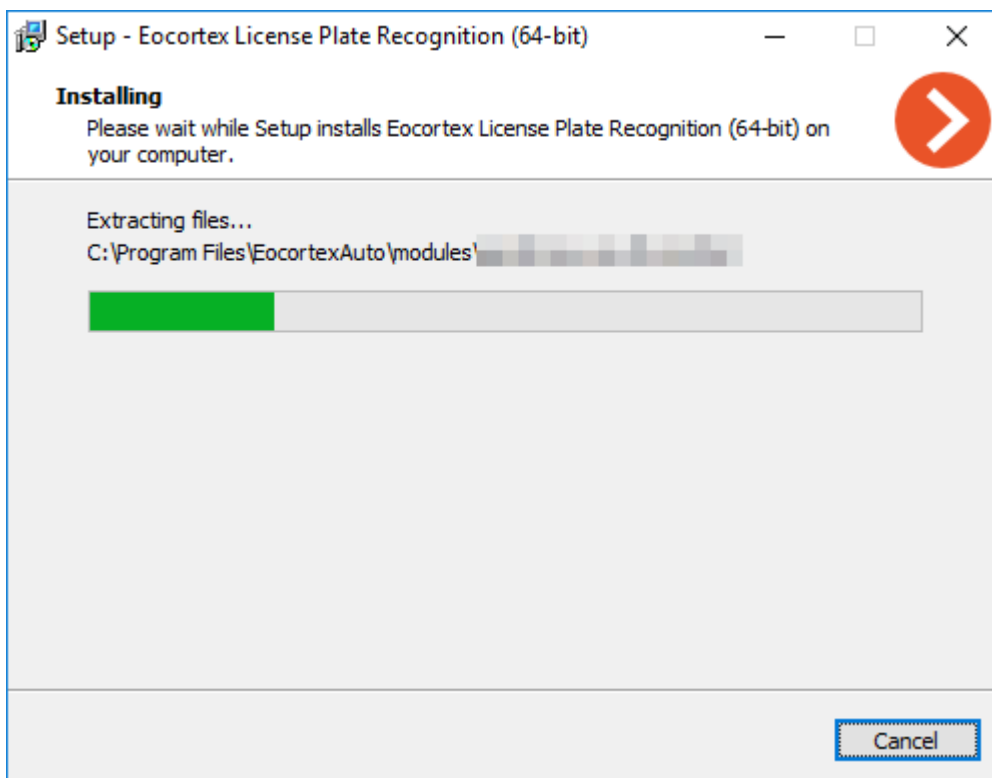 Setup - Eocortex License Plate Recognition (64-bit)
Installing
Please wait while Setup installs Eocortex License Plate Recognition (64-bit) on
your computer.
Extracting files...
C:\Program Files\EocortexAuto\modules\
Cancel